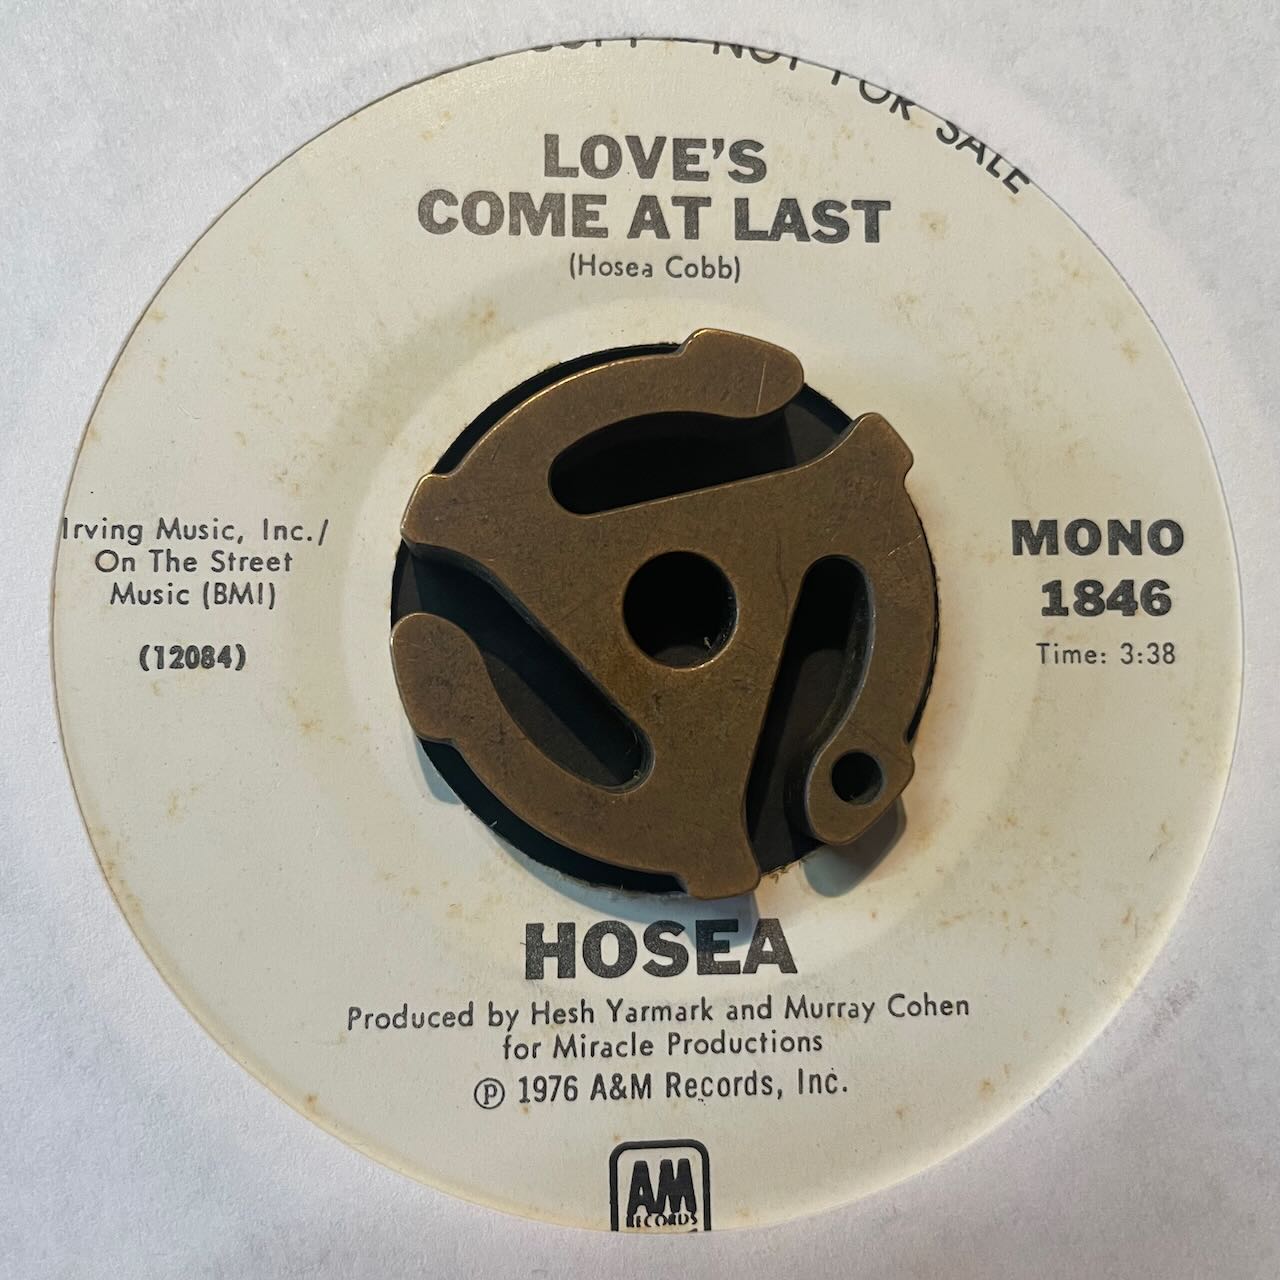 COPY - NOT FOR SALE
LOVE'S
COME AT LAST
(Hosea Cobb)
Irving Music, Inc./
On The Street
Music (BMI)
(12084)
MONO
1846
Time: 3:38
HOSEA
Produced by Hesh Yarmark and Murray Cohen
for Miracle Productions
℗ 1976 A&M Records, Inc.
AM
RECORDS